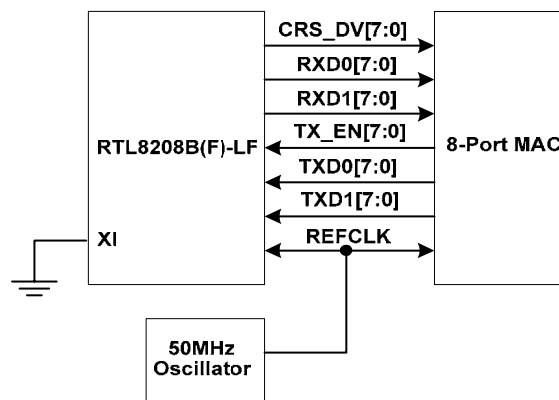 CRS_DV[7:0]
RXD0[7:0]
RXD1[7:0]
TX_EN[7:0]
RTL8208B(F)-LF
8-Port MAC
TXD0[7:0]
TXD1[7:0]
XI
REFCLK
50MHz
Oscillator